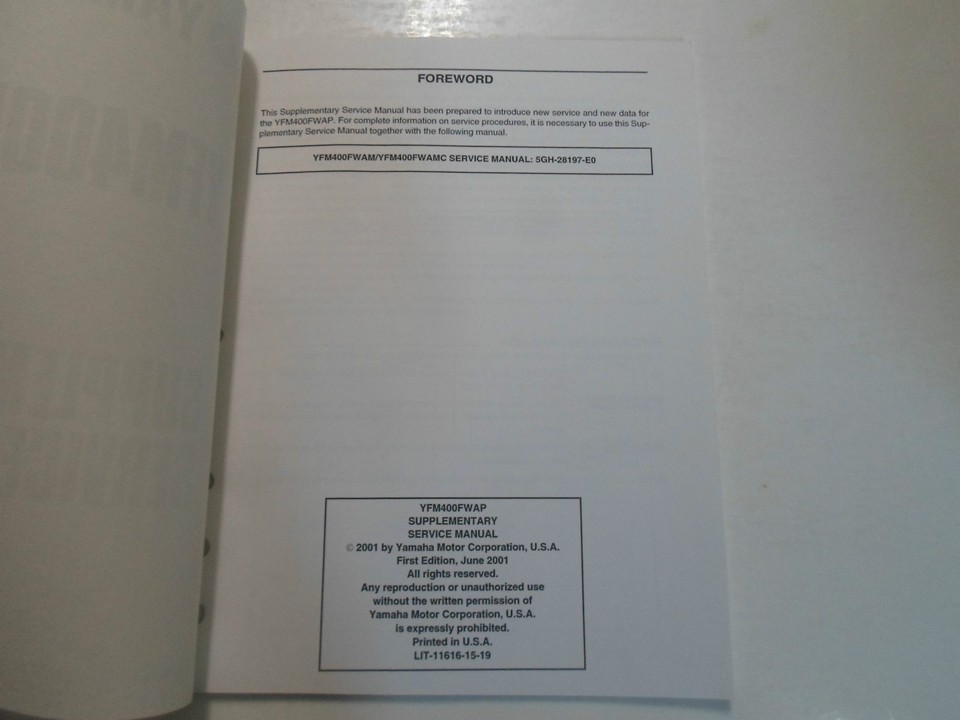 FOREWORD
This Supplementary Service Manual has been prepared to introduce new service and new data for
the YFM400FWAP. For complete information on service procedures, it is necessary to use this Sup-
plementary Service Manual together with the following manual.
YFM400FWAM/YFM400FWAMC SERVICE MANUAL: 5GH-28197-E0
YFM400FWAP
SUPPLEMENTARY
SERVICE MANUAL
© 2001 by Yamaha Motor Corporation, U.S.A.
First Edition, June 2001
All rights reserved.
Any reproduction or unauthorized use
without the written permission of
Yamaha Motor Corporation, U.S.A.
is expressly prohibited.
Printed in U.S.A.
LIT-11616-15-19